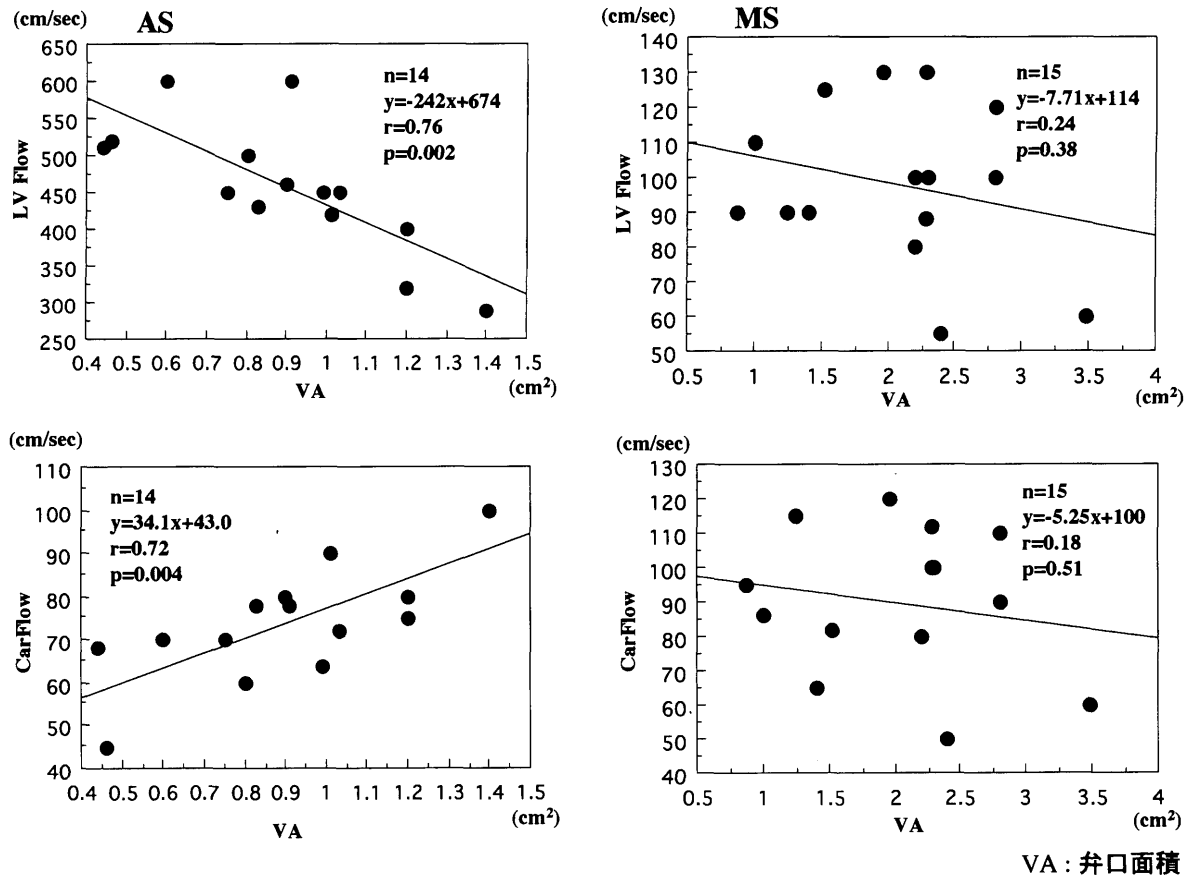 (cm/sec) AS
650
600
550
500
450
400
350
300
250
LV Flow
n=14
y=-242x+674
r=0.76
p=0.002
0.4 0.5 0.6 0.7 0.8 0.9 1 1.1 1.2 1.3 1.4 1.5
VA (cm²)
(cm/sec) MS
140
130
120
110
100
90
80
70
60
50
LV Flow
n=15
y=-7.71x+114
r=0.24
p=0.38
0.5 1 1.5 2 2.5 3 3.5 4
VA (cm²)
(cm/sec)
110
100
90
80
70
60
40
CarFlow
n=14
y=34.1x+43.0
r=0.72
p=0.004
0.4 0.5 0.6 0.7 0.8 0.9 1 1.1 1.2 1.3 1.4 1.5
VA (cm²)
(cm/sec)
130
120
110
100
90
80
70
60
50
40
CarFlow
n=15
y=-5.25x+100
r=0.18
p=0.51
0.5 1 1.5 2 2.5 3 3.5 4
VA (cm²)
VA : 弁口面積